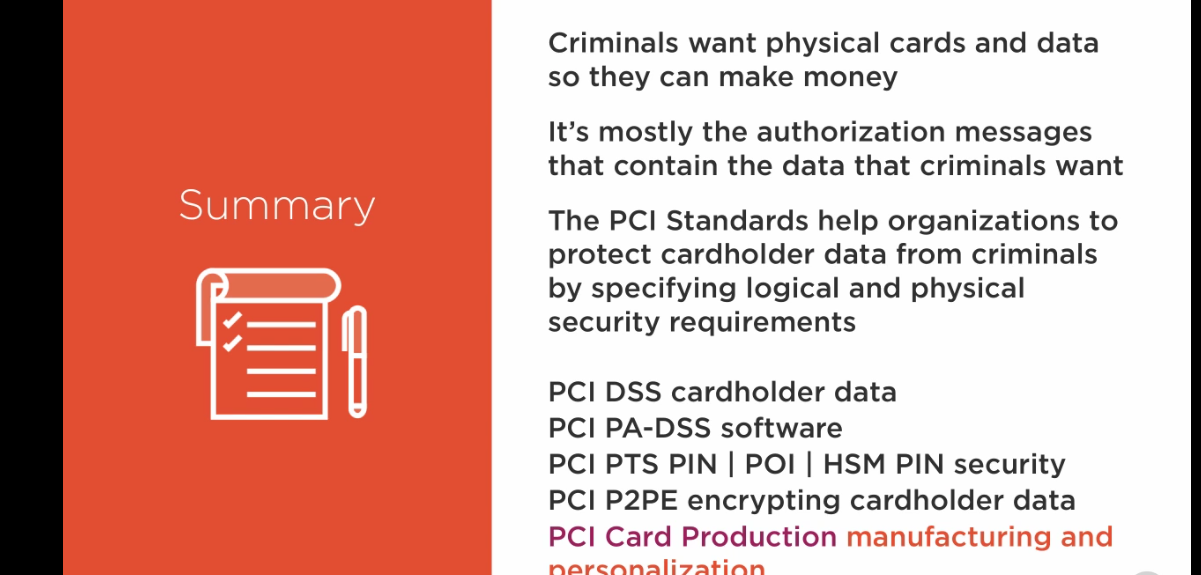 Summary
Criminals want physical cards and data
so they can make money
It’s mostly the authorization messages
that contain the data that criminals want
The PCI Standards help organizations to
protect cardholder data from criminals
by specifying logical and physical
security requirements
PCI DSS cardholder data
PCI PA-DSS software
PCI PTS PIN | POI | HSM PIN security
PCI P2PE encrypting cardholder data
PCI Card Production manufacturing and
personalization